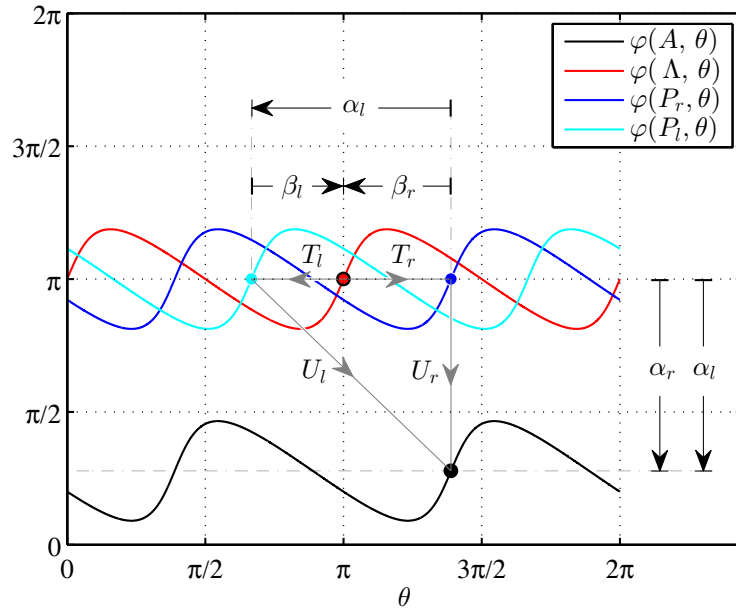 2π
φ(A, θ)
φ( Λ, θ)
φ(P_r, θ)
φ(P_l, θ)
α_l
3π/2
β_l β_r
T_l T_r
π
U_l U_r α_r α_l
π/2
0
0 π/2 π 3π/2 2π
θ